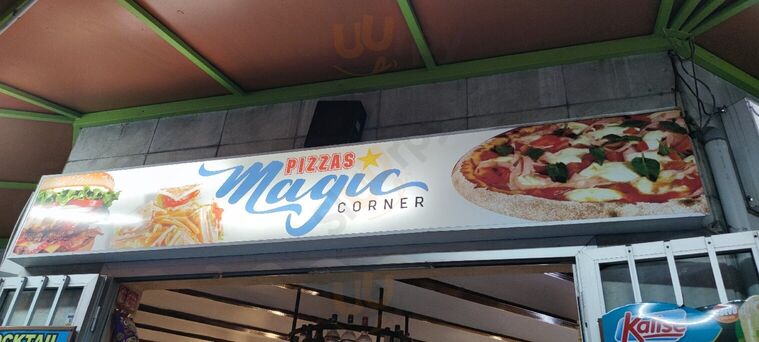 PIZZAS
Magic
CORNER
Kalise